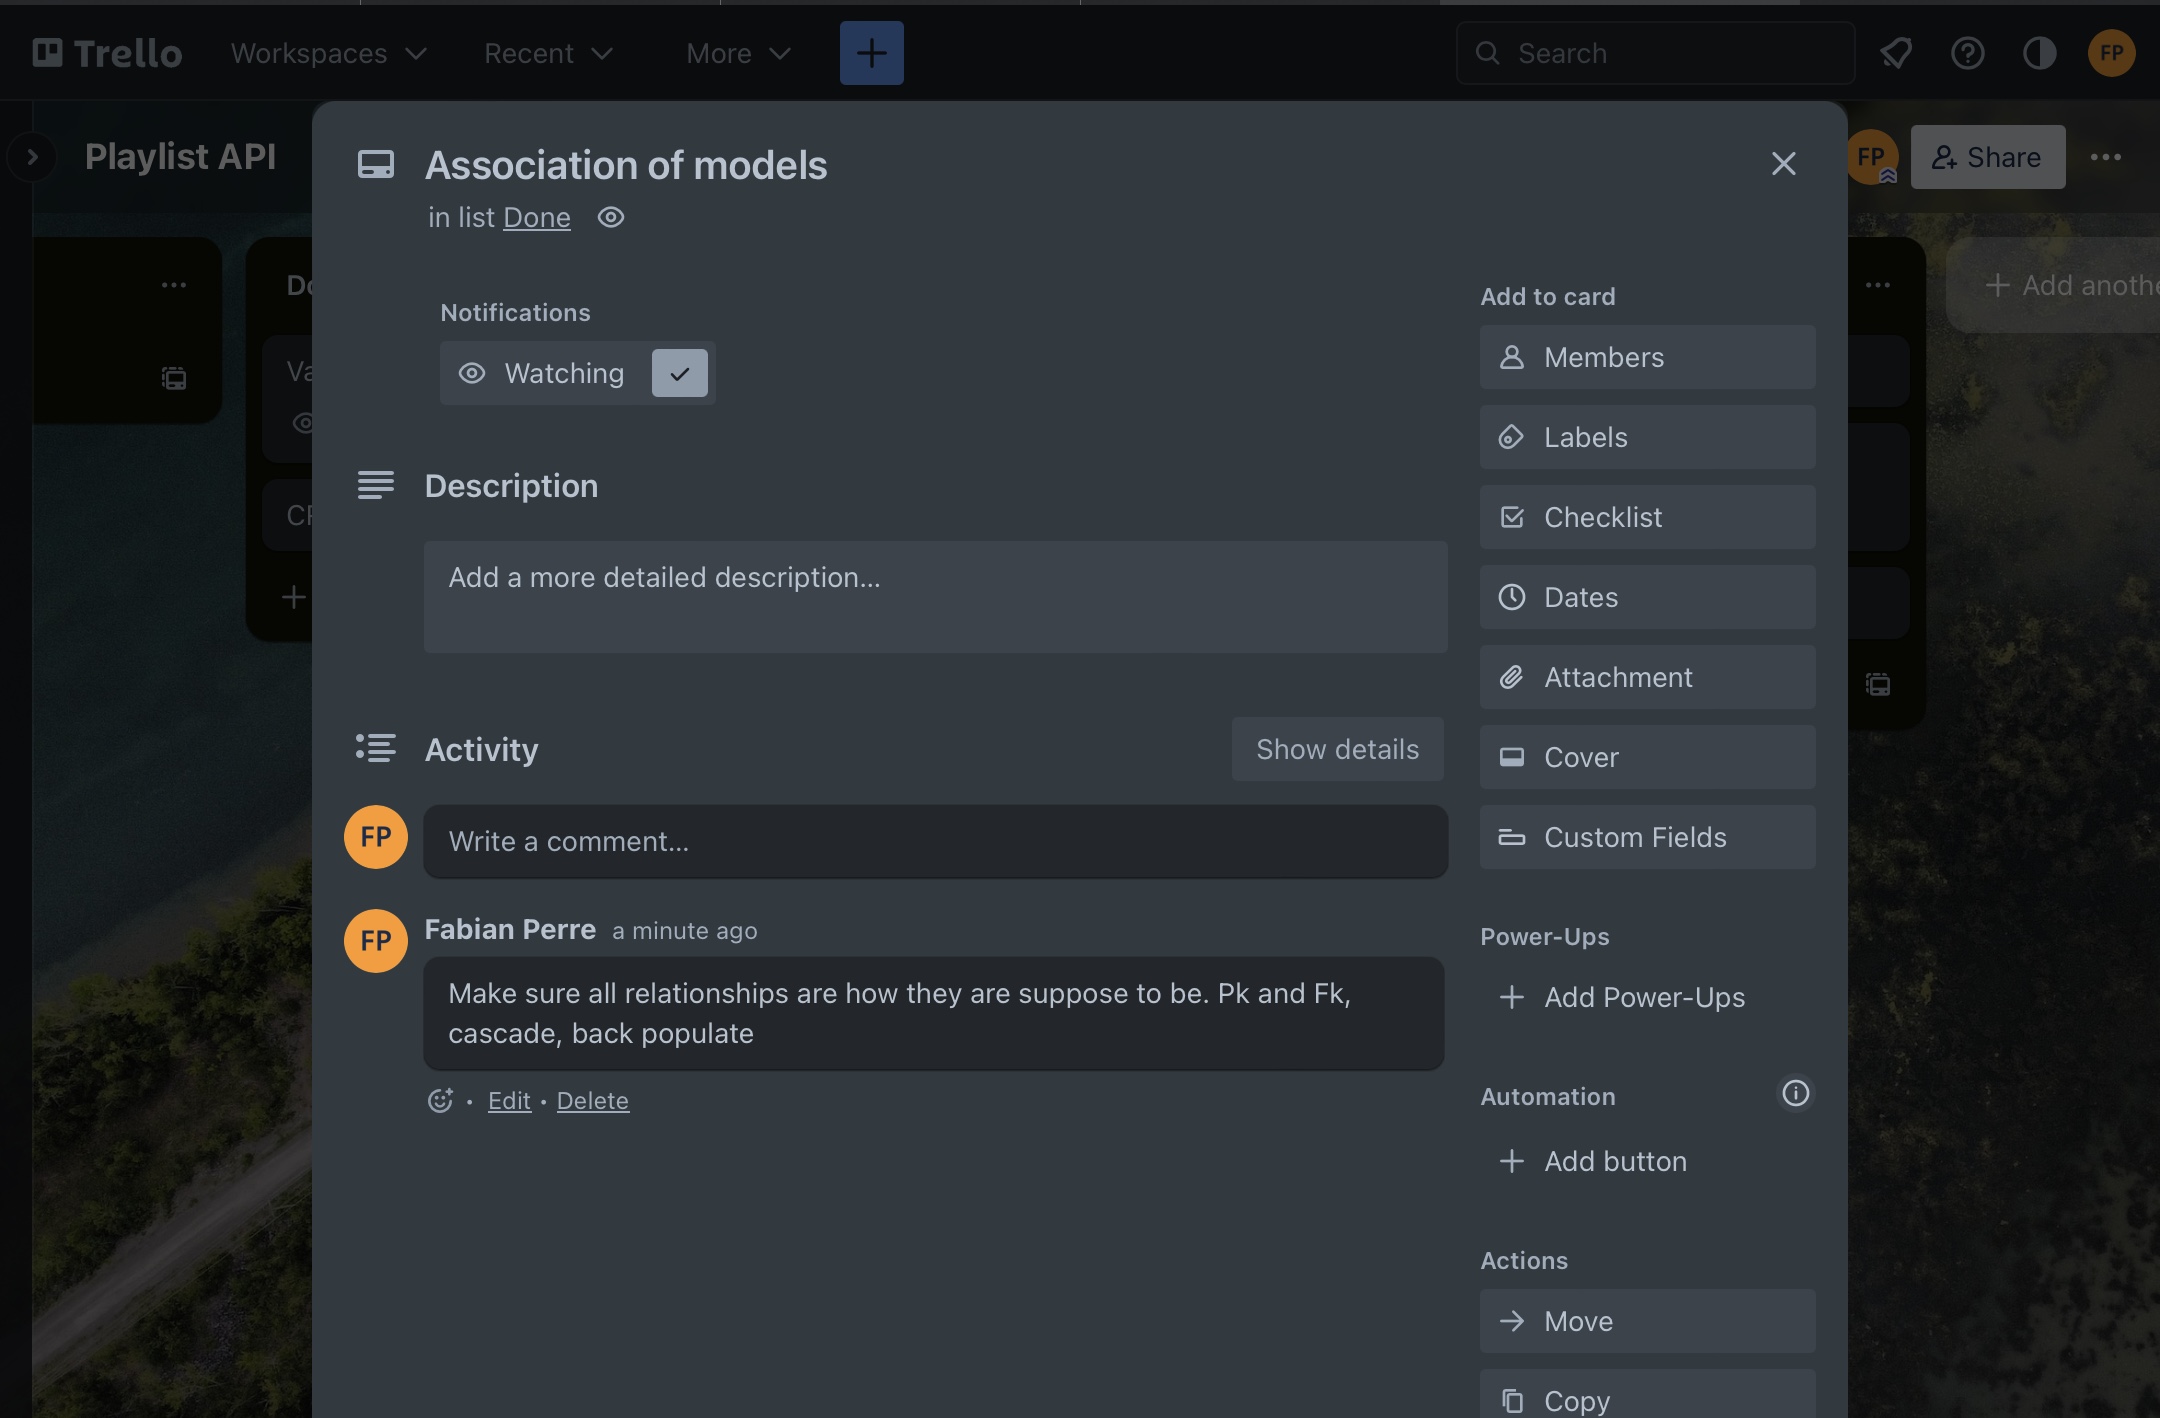 Trello
Workspaces
Recent
More
Search
FP
Playlist API
FP
Share
Association of models
in list Done
Add anothe
Notifications
Watching
Description
Add a more detailed description...
Activity
Show details
FP
Write a comment...
FP
Fabian Perre a minute ago
Make sure all relationships are how they are suppose to be. Pk and Fk,
cascade, back populate
• Edit • Delete
Add to card
Members
Labels
Checklist
Dates
Attachment
Cover
Custom Fields
Power-Ups
Add Power-Ups
Automation
Add button
Actions
Move
Copy